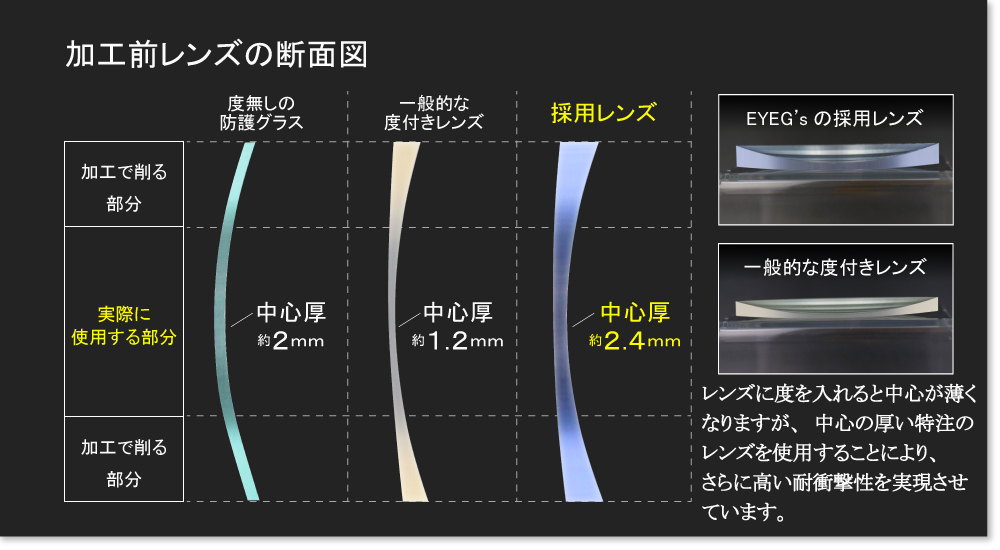 加工前レンズの断面図
度無しの
防護グラス
一般的な
度付きレンズ
採用レンズ
加工で削る
部分
実際に
使用する部分
加工で削る
部分
中心厚
約2mm
中心厚
約1.2mm
中心厚
約2.4mm
EYEG'sの採用レンズ
一般的な度付きレンズ
レンズに度を入れると中心が薄く
なりますが、中心の厚い特注の
レンズを使用することにより、
さらに高い耐衝撃性を実現させ
ています。